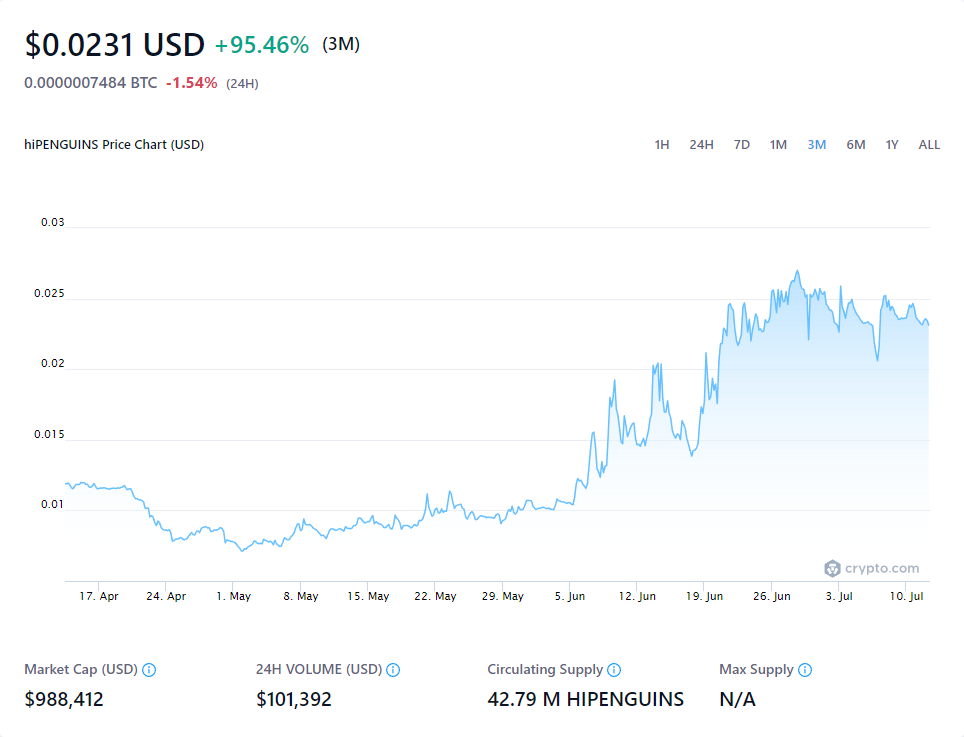 $0.0231 USD +95.46% (3M)
0.0000007484 BTC -1.54% (24H)
hiPENGUINS Price Chart (USD) 1H 24H 7D 1M 3M 6M 1Y ALL
0.03
0.025
0.02
0.015
0.01
crypto.com
17. Apr 24. Apr 1. May 8. May 15. May 22. May 29. May 5. Jun 12. Jun 19. Jun 26. Jun 3. Jul 10. Jul
Market Cap (USD) 24H VOLUME (USD) Circulating Supply Max Supply
$988,412 $101,392 42.79 M HIPENGUINS N/A